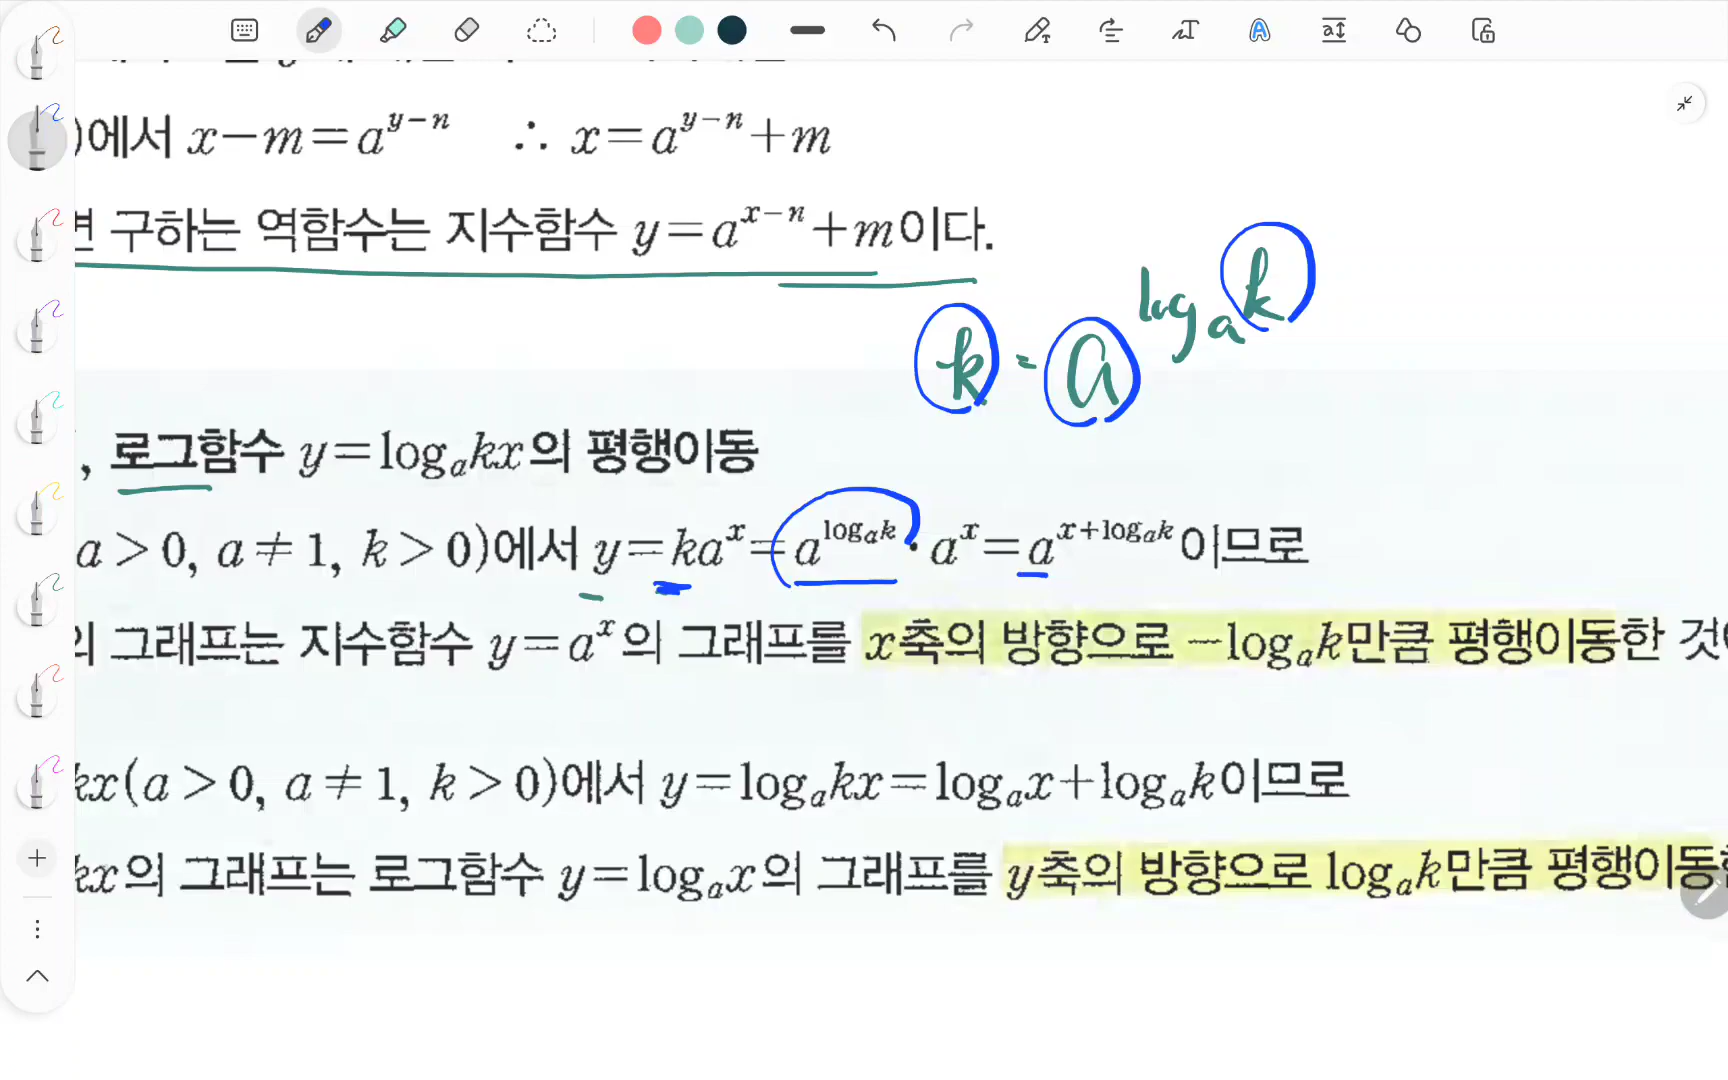 )에서 x−m=a^{y−n} ∴ x=a^{y−n}+m
면 구하는 역함수는 지수함수 y=a^{x−n}+m이다.
k = a^{log_a k}
, 로그함수 y=log_a kx의 평행이동
a>0, a≠1, k>0)에서 y=ka^x=a^{log_a k}·a^x=a^{x+log_a k}이므로
의 그래프는 지수함수 y=a^x의 그래프를 x축의 방향으로 −log_a k만큼 평행이동한 것
kx(a>0, a≠1, k>0)에서 y=log_a kx=log_a x+log_a k이므로
kx의 그래프는 로그함수 y=log_a x의 그래프를 y축의 방향으로 log_a k만큼 평행이동